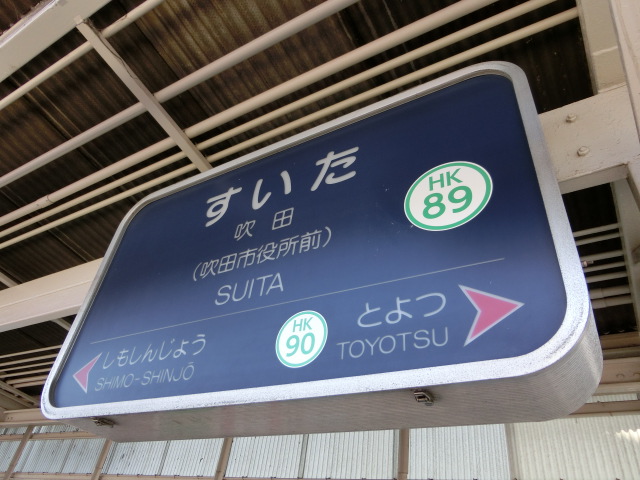 すいた
HK
89
吹田
(吹田市役所前)
SUITA
しもしんじょう
SHIMO-SHINJŌ
HK
90
とよつ
TOYOTSU